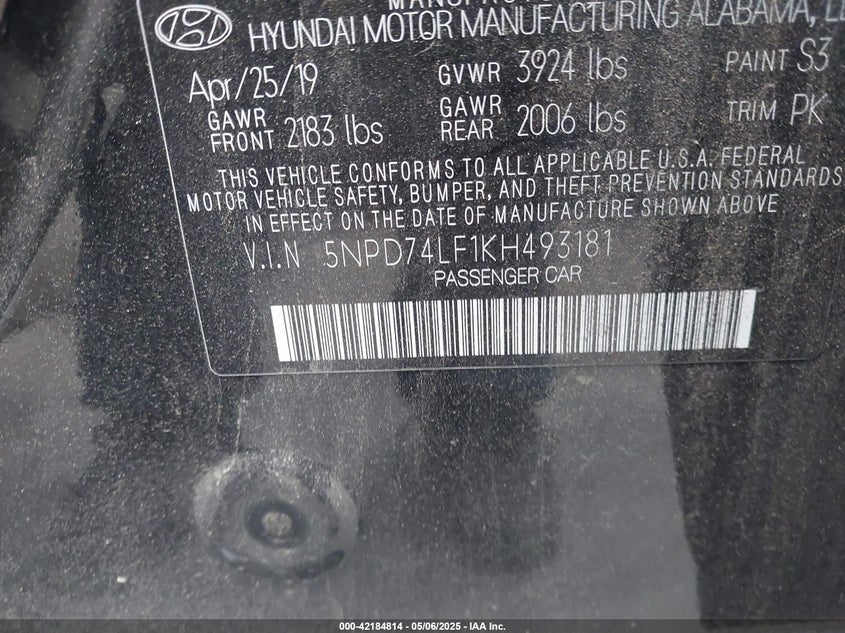 HYUNDAI MOTOR MANUFACTURING ALABAMA,
Apr/25/19 GVWR 3924 lbs PAINT S3
GAWR FRONT 2183 lbs GAWR REAR 2006 lbs TRIM PK
THIS VEHICLE CONFORMS TO ALL APPLICABLE U.S.A. FEDERAL
MOTOR VEHICLE SAFETY, BUMPER, AND THEFT PREVENTION STANDARDS
IN EFFECT ON THE DATE OF MANUFACTURE SHOWN ABOVE
V.I.N 5NPD74LF1KH493181
PASSENGER CAR
000-42184814 - 05/06/2025 - IAA Inc.